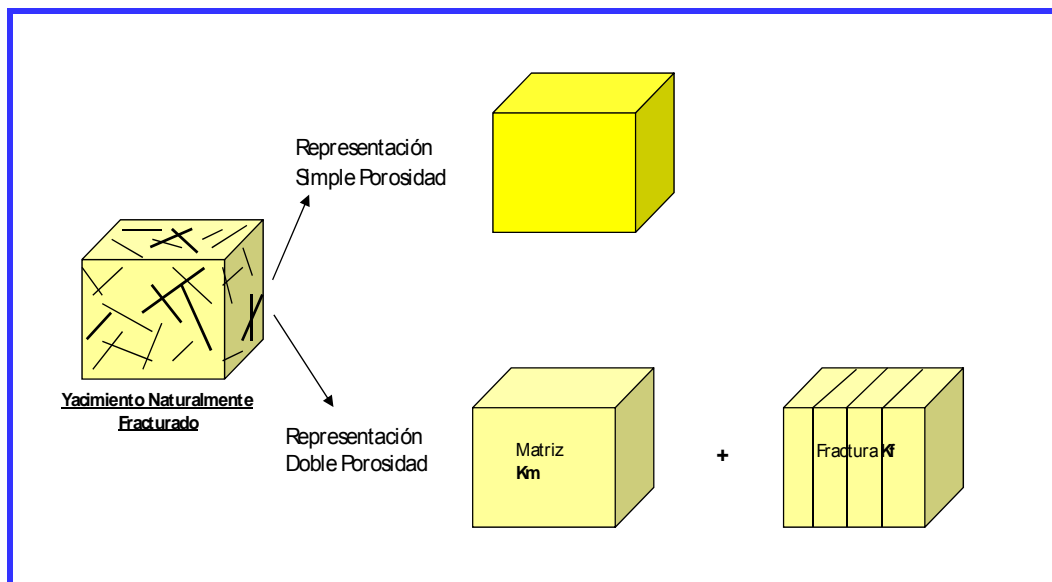 Representación
Simple Porosidad
Yacimiento Naturalmente
Fracturado
Representación
Doble Porosidad
Matriz
Km
+
Fractura Kf